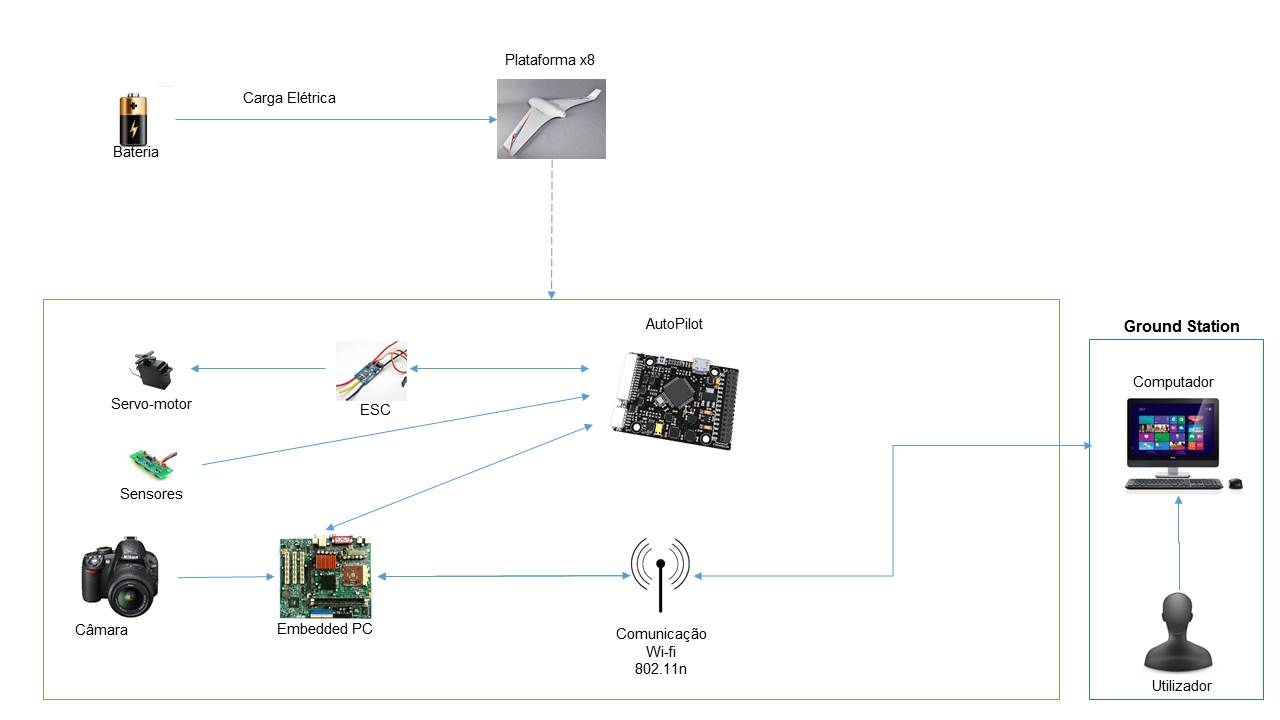 Plataforma x8
Carga Elétrica
Bateria
AutoPilot
Ground Station
Servo-motor
ESC
Computador
Sensores
Nikon
Câmara
Embedded PC
Comunicação
Wi-fi
802.11n
Utilizador